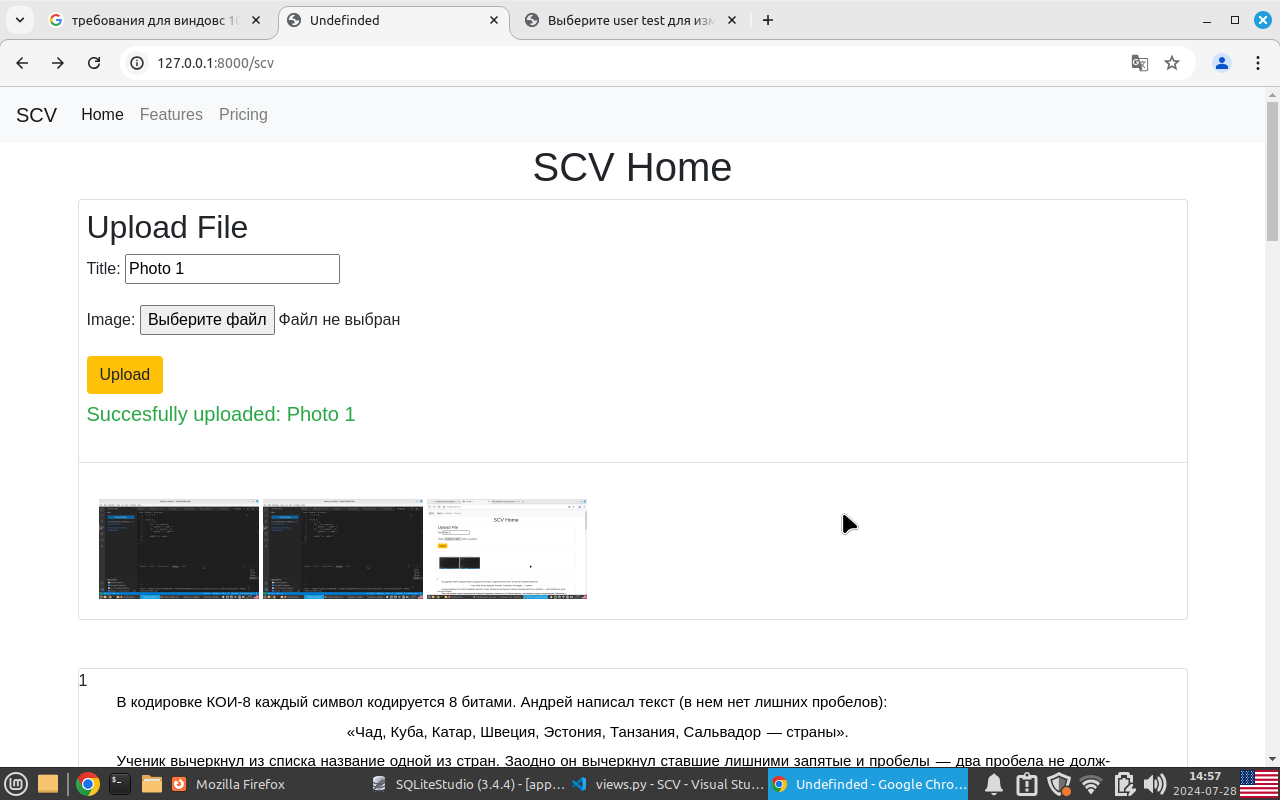 требования для виндовс 10
Undefinded
Выберите user test для изм
127.0.0.1:8000/scv
SCV Home Features Pricing
SCV Home
Upload File
Title: Photo 1
Image: Выберите файл Файл не выбран
Upload
Succesfully uploaded: Photo 1
SCV Home
Upload File
1
В кодировке КОИ-8 каждый символ кодируется 8 битами. Андрей написал текст (в нем нет лишних пробелов):
«Чад, Куба, Катар, Швеция, Эстония, Танзания, Сальвадор — страны».
Ученик вычеркнул из списка название одной из стран. Заодно он вычеркнул ставшие лишними запятые и пробелы — два пробела не долж-
Mozilla Firefox
SQLiteStudio (3.4.4) - [app...
views.py - SCV - Visual Stu...
Undefinded - Google Chro...
14:57
2024-07-28